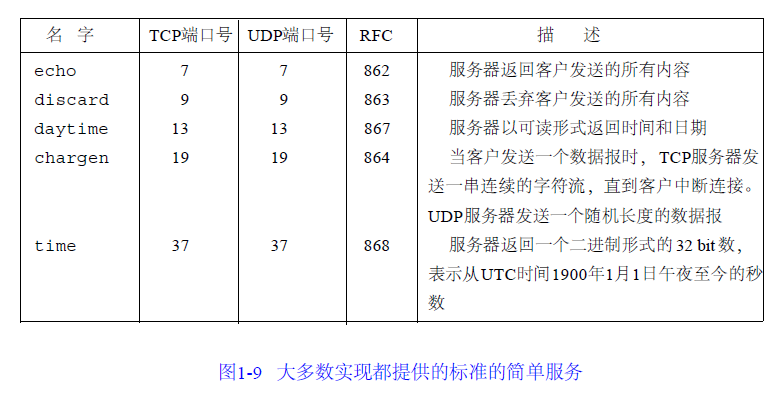 名 字 TCP端口号 UDP端口号 RFC 描 述
echo 7 7 862 服务器返回客户发送的所有内容
discard 9 9 863 服务器丢弃客户发送的所有内容
daytime 13 13 867 服务器以可读形式返回时间和日期
chargen 19 19 864 当客户发送一个数据报时，TCP服务器发
送一串连续的字符流，直到客户中断连接。
UDP服务器发送一个随机长度的数据报
time 37 37 868 服务器返回一个二进制形式的32 bit数，
表示从UTC时间1900年1月1日午夜至今的秒
数
图1-9 大多数实现都提供的标准的简单服务